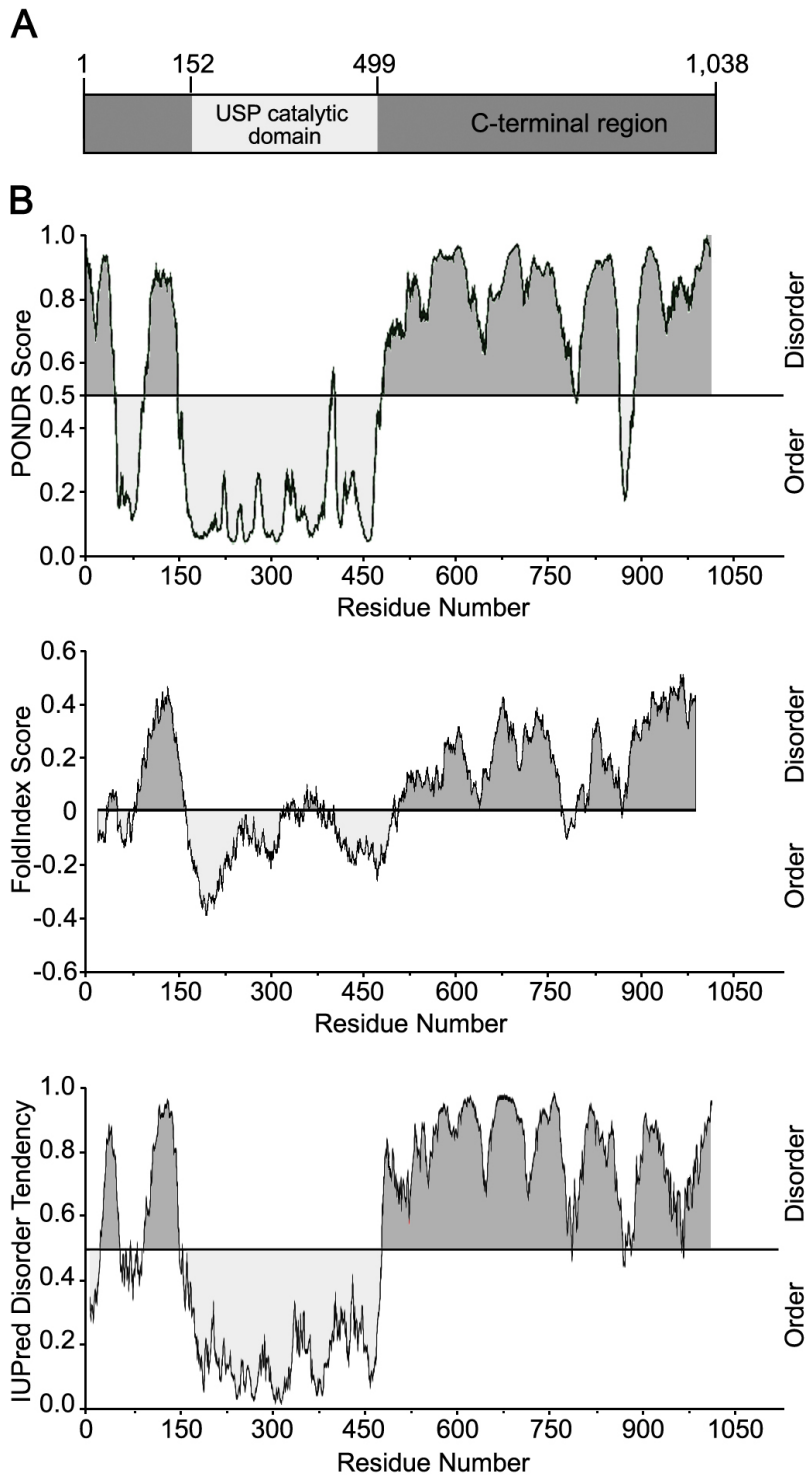 A
1 152 499 1,038
USP catalytic
domain
C-terminal region
B
PONDR Score
1.0
0.8
0.6
0.5
0.4
0.2
0.0
0 150 300 450 600 750 900 1050
Residue Number
Disorder
Order
FoldIndex Score
0.6
0.4
0.2
0
-0.2
-0.4
-0.6
0 150 300 450 600 750 900 1050
Residue Number
Disorder
Order
IUPred Disorder Tendency
1.0
0.8
0.6
0.4
0.2
0.0
0 150 300 450 600 750 900 1050
Residue Number
Disorder
Order